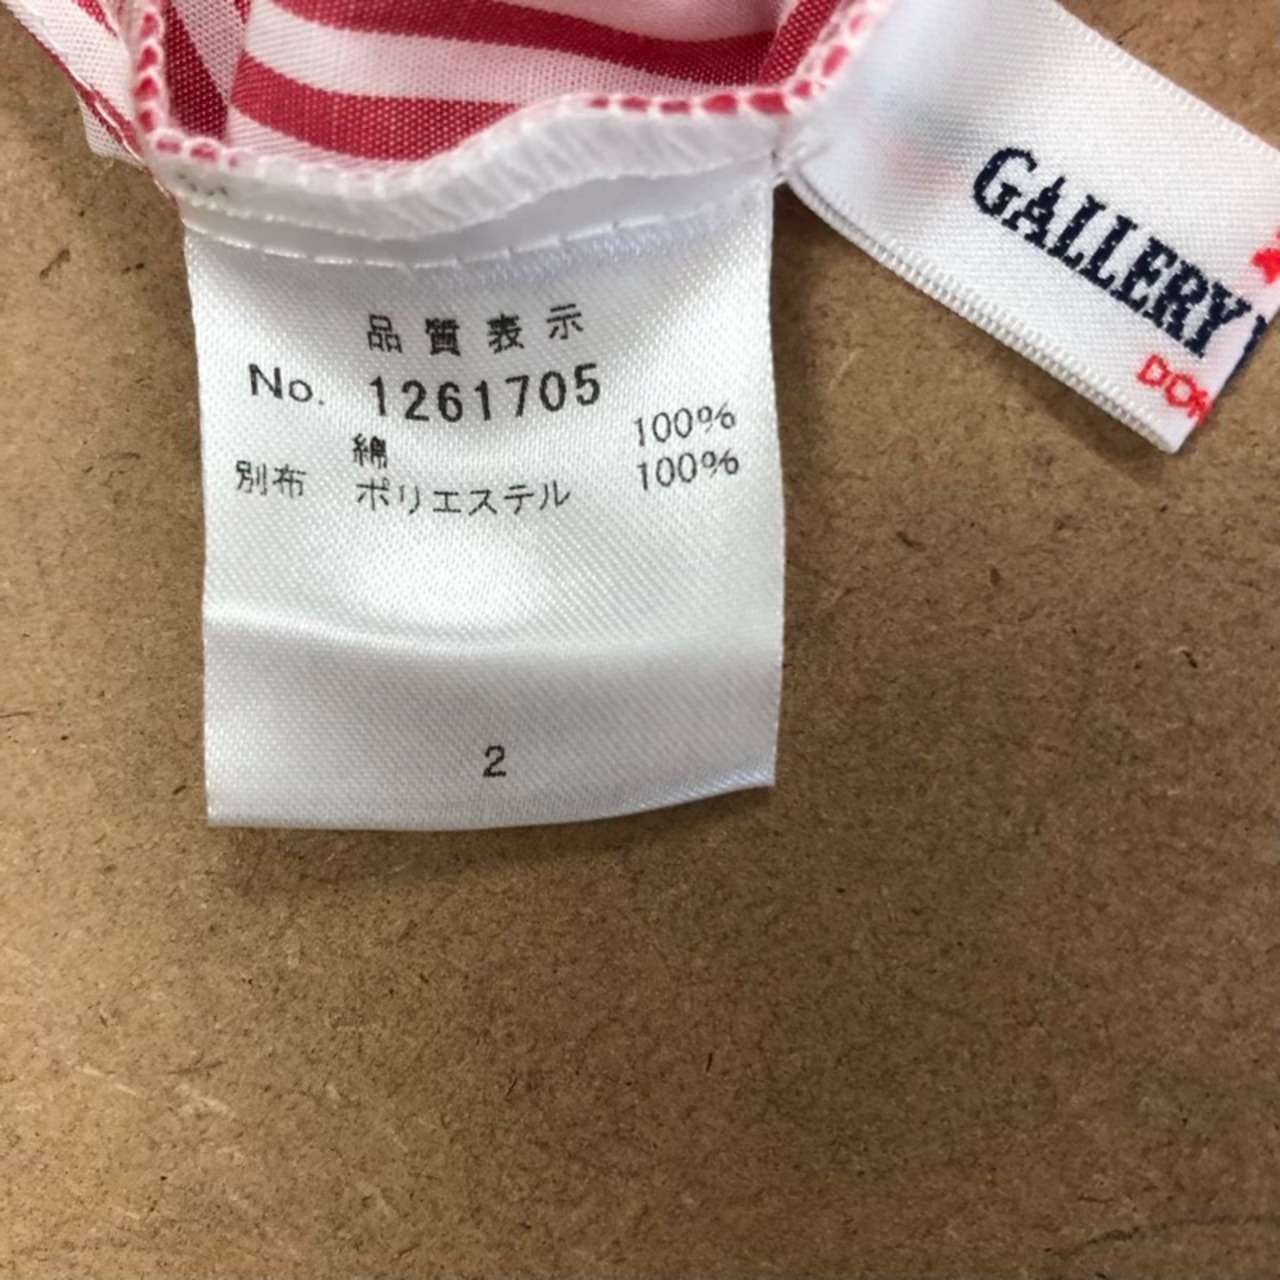 品質表示
No. 1261705
綿 100%
別布 ポリエステル 100%
2
GALLERY